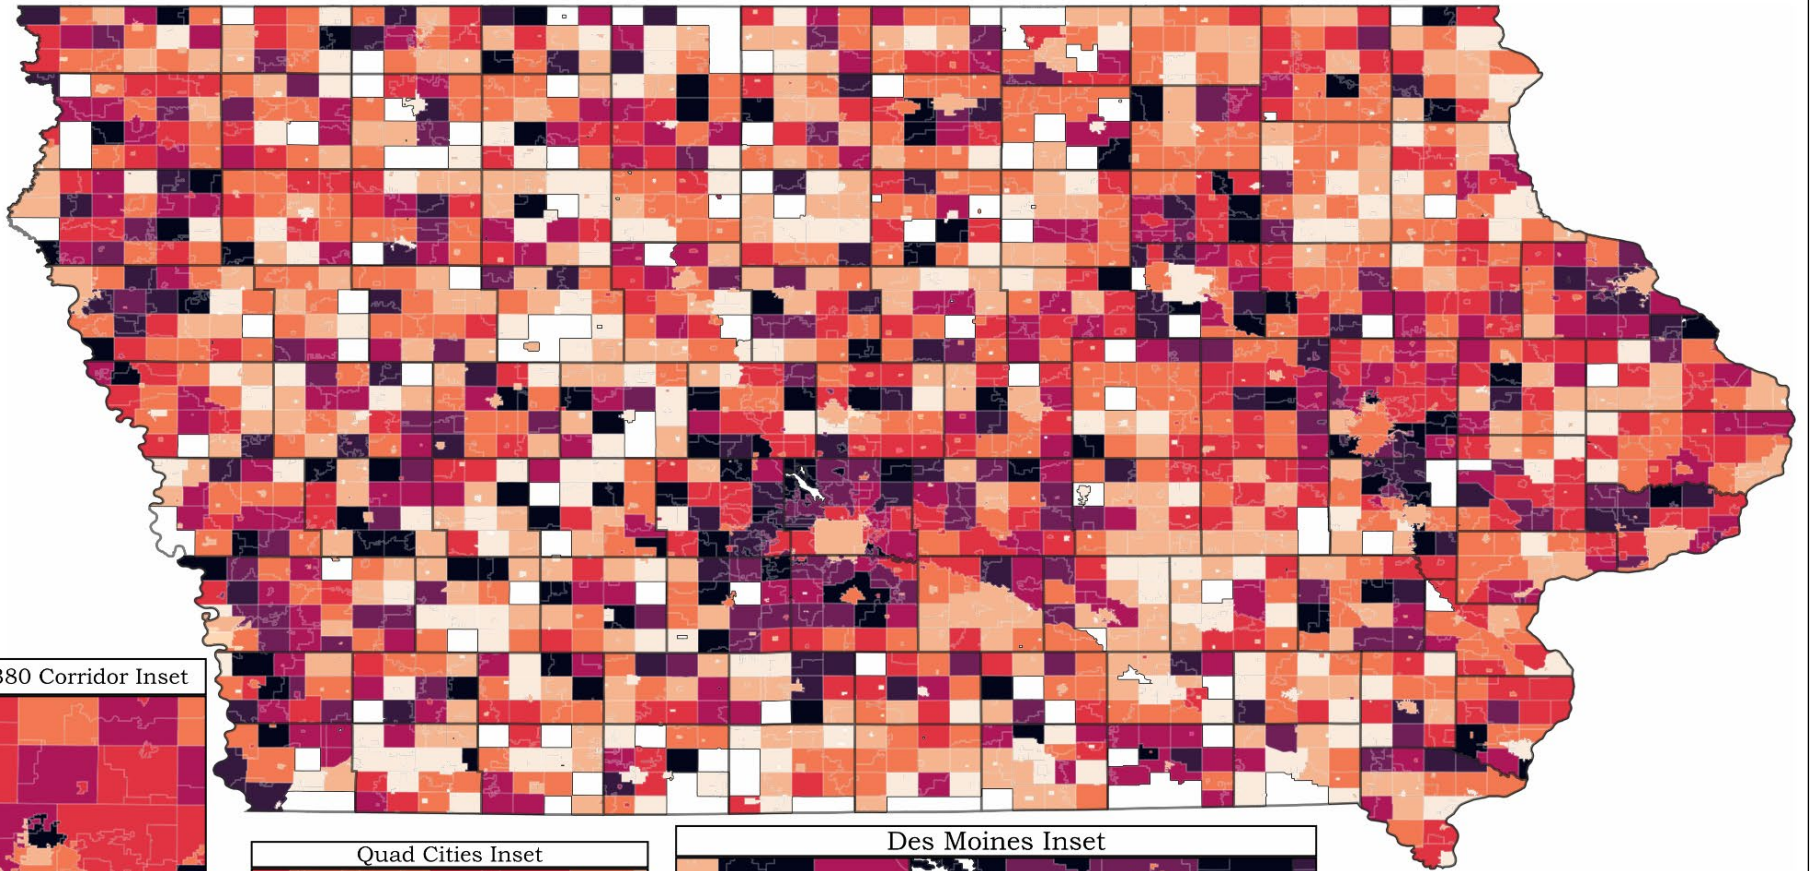 380 Corridor Inset
Quad Cities Inset
Des Moines Inset